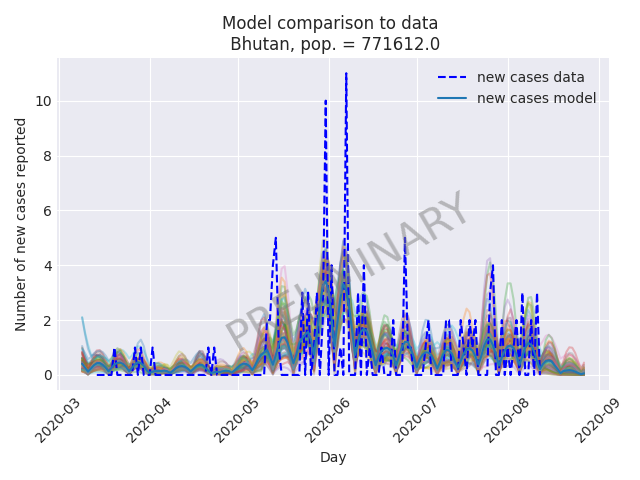 Model comparison to data
Bhutan, pop. = 771612.0
new cases data
new cases model
Number of new cases reported
10
8
6
4
2
0
PRELIMINARY
2020-03
2020-04
2020-05
2020-06
2020-07
2020-08
2020-09
Day